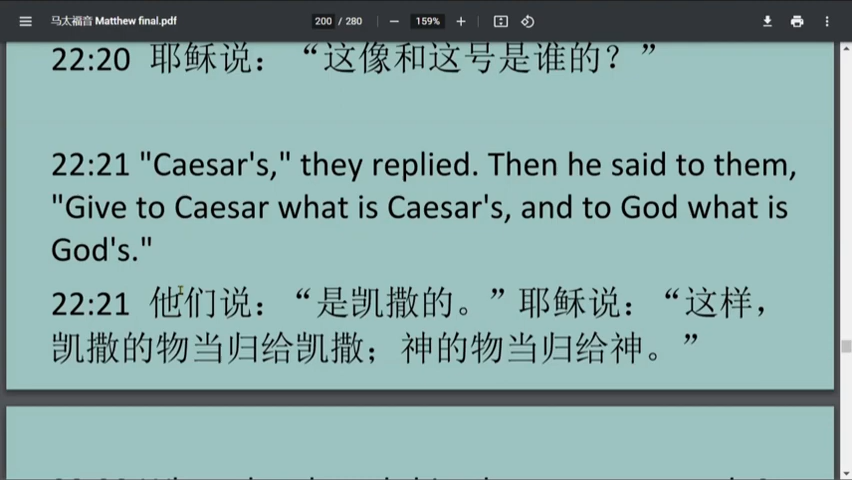 马太福音 Matthew final.pdf
200 / 280
159%
22:20 耶稣说：“这像和这号是谁的？”
22:21 "Caesar's," they replied. Then he said to them,
"Give to Caesar what is Caesar's, and to God what is
God's."
22:21 他们说：“是凯撒的。”耶稣说：“这样，
凯撒的物当归给凯撒；神的物当归给神。”